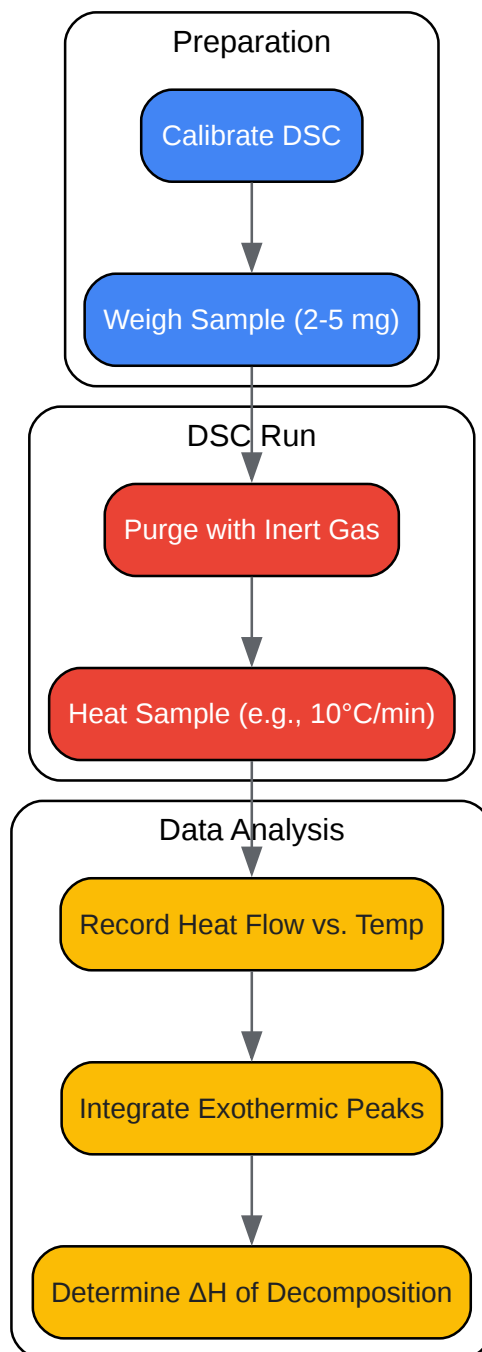 Preparation
Calibrate DSC
Weigh Sample (2-5 mg)
DSC Run
Purge with Inert Gas
Heat Sample (e.g., 10°C/min)
Data Analysis
Record Heat Flow vs. Temp
Integrate Exothermic Peaks
Determine ΔH of Decomposition